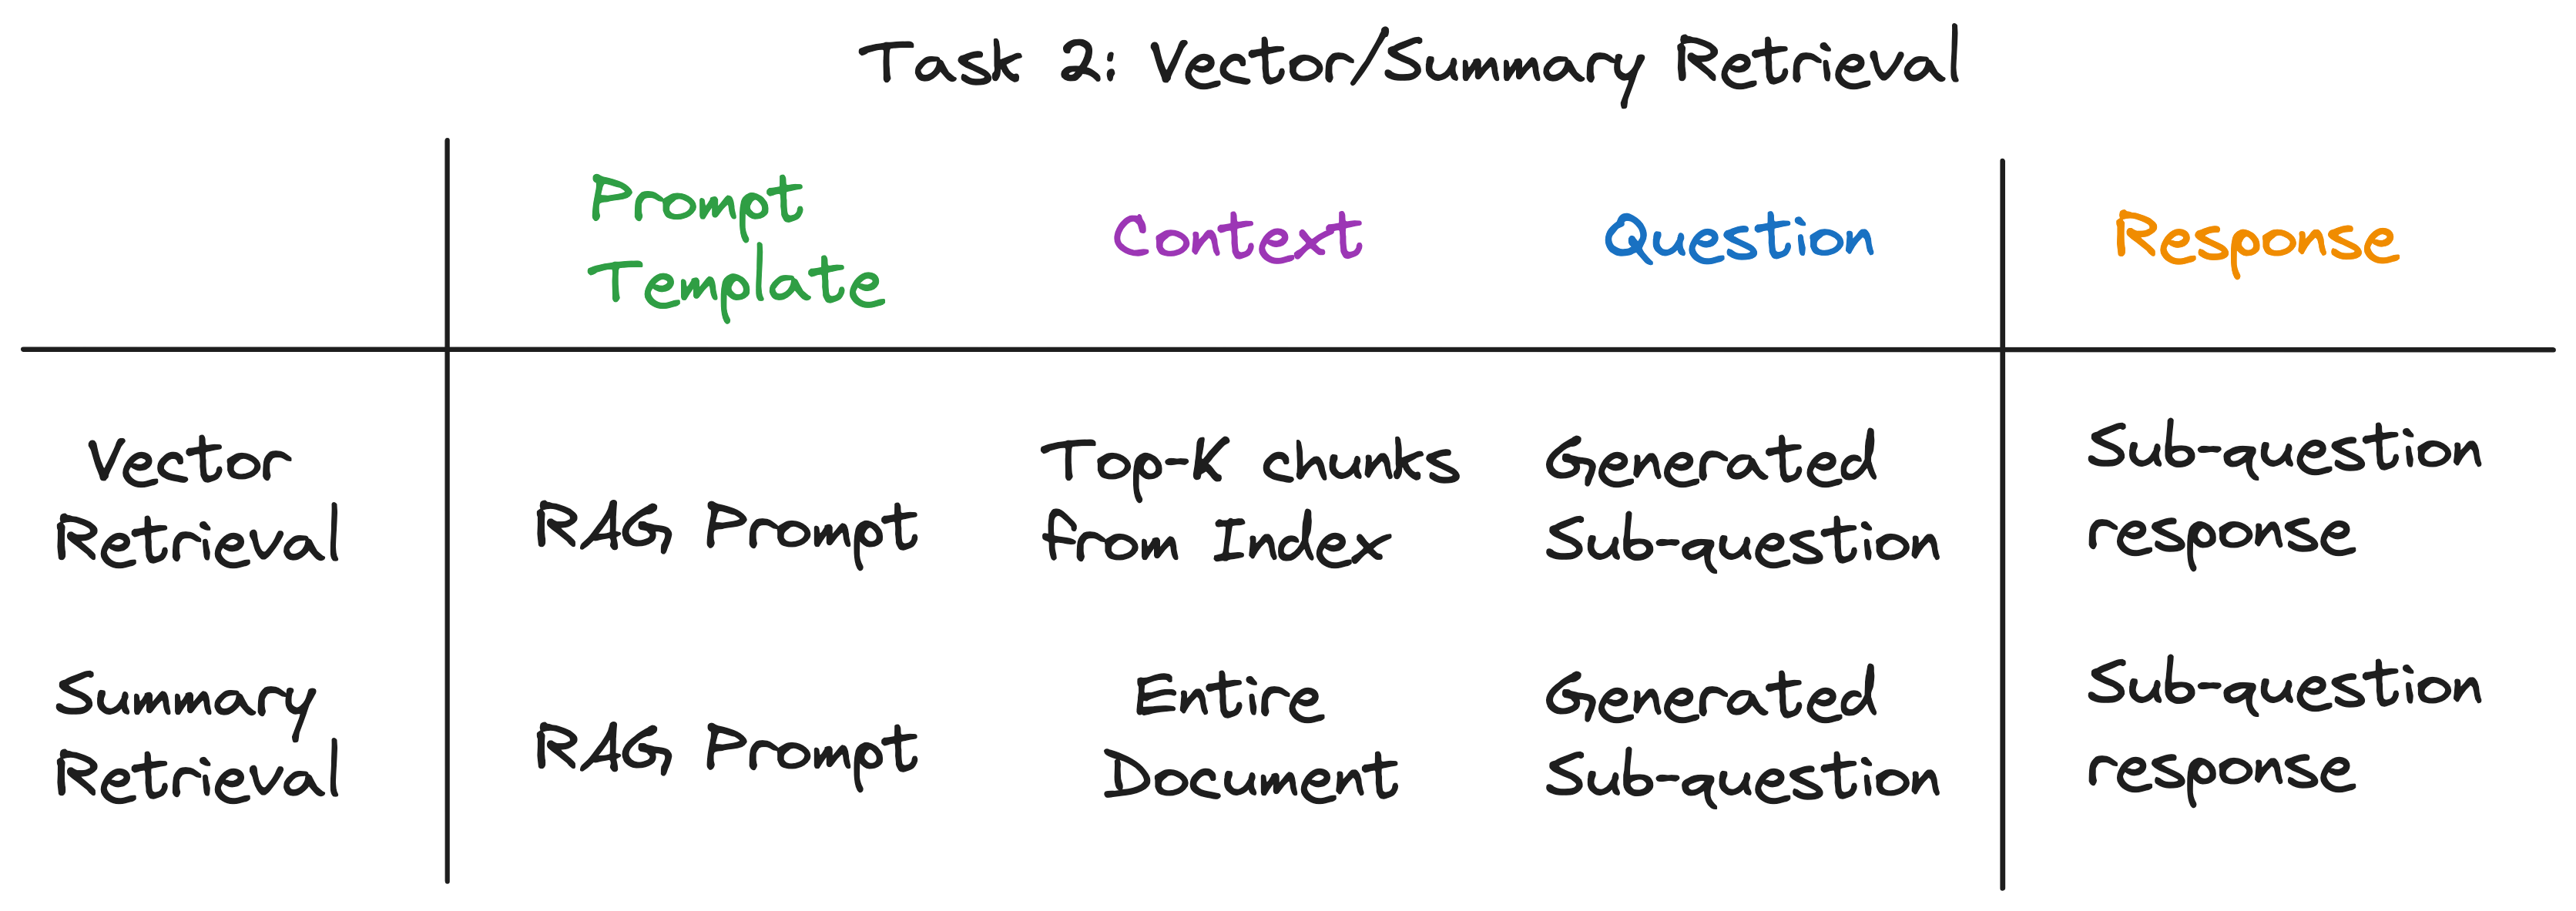 Task 2: Vector/Summary Retrieval
Prompt
Template
Context
Question
Response
Vector
Retrieval
RAG Prompt
Top-K chunks
from Index
Generated
Sub-question
Sub-question
response
Summary
Retrieval
RAG Prompt
Entire
Document
Generated
Sub-question
Sub-question
response